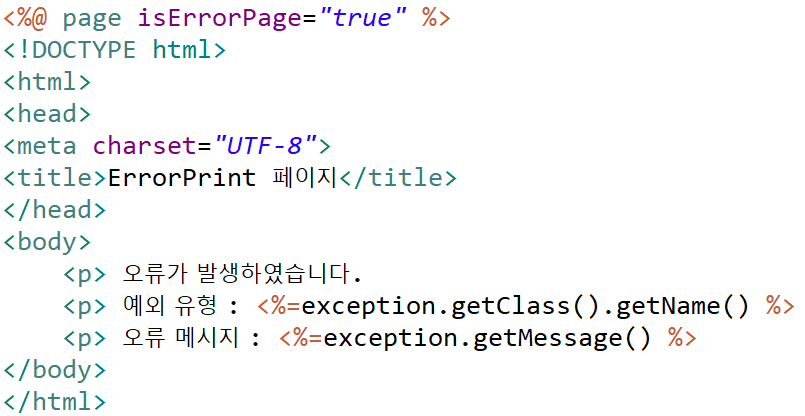 <%@ page isErrorPage="true" %>
<!DOCTYPE html>
<html>
<head>
<meta charset="UTF-8">
<title>ErrorPrint 페이지</title>
</head>
<body>
    <p> 오류가 발생하였습니다.
    <p> 예외 유형 : <%=exception.getClass().getName() %>
    <p> 오류 메시지 : <%=exception.getMessage() %>
</body>
</html>